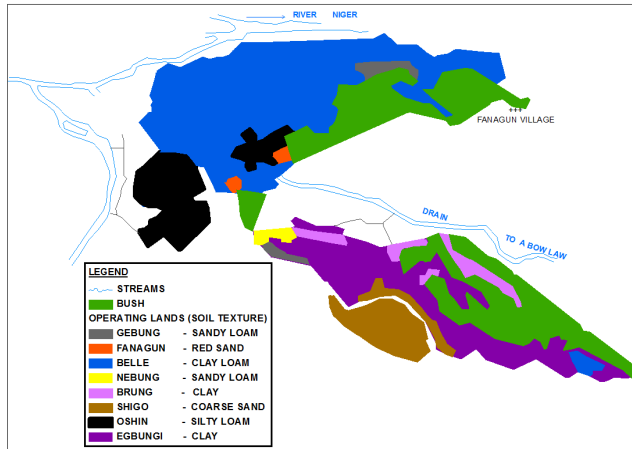 RIVER NIGER
+++
FANAGUN VILLAGE
DRAIN
TO A BOW LAW
LEGEND
STREAMS
BUSH
OPERATING LANDS (SOIL TEXTURE)
GEBUNG - SANDY LOAM
FANAGUN - RED SAND
BELLE - CLAY LOAM
NEBUNG - SANDY LOAM
BRUNG - CLAY
SHIGO - COARSE SAND
OSHIN - SILTY LOAM
EGBUNGI - CLAY